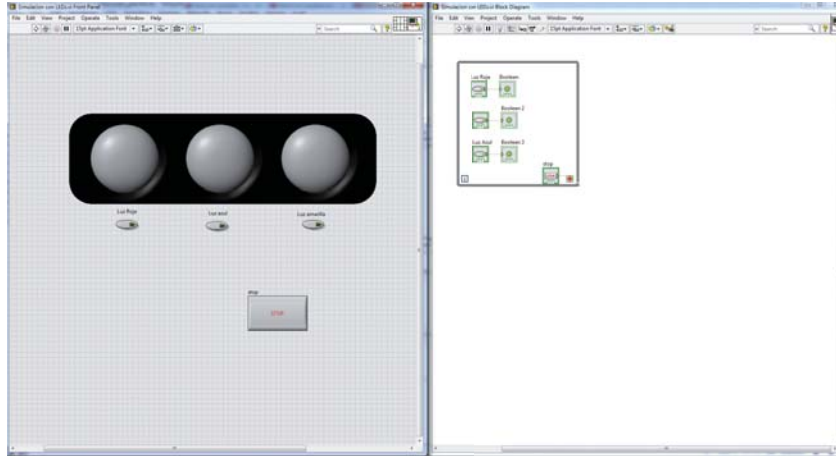 Simulacion con LEDs.vi Front Panel
File Edit View Project Operate Tools Window Help
15pt Application Font
Search
Luz Roja
Luz azul
Luz amarilla
stop
STOP
Simulacion con LEDs.vi Block Diagram
File Edit View Project Operate Tools Window Help
15pt Application Font
Search
Luz Roja Boolean
Boolean 2
Luz Azul Boolean 3
stop
i